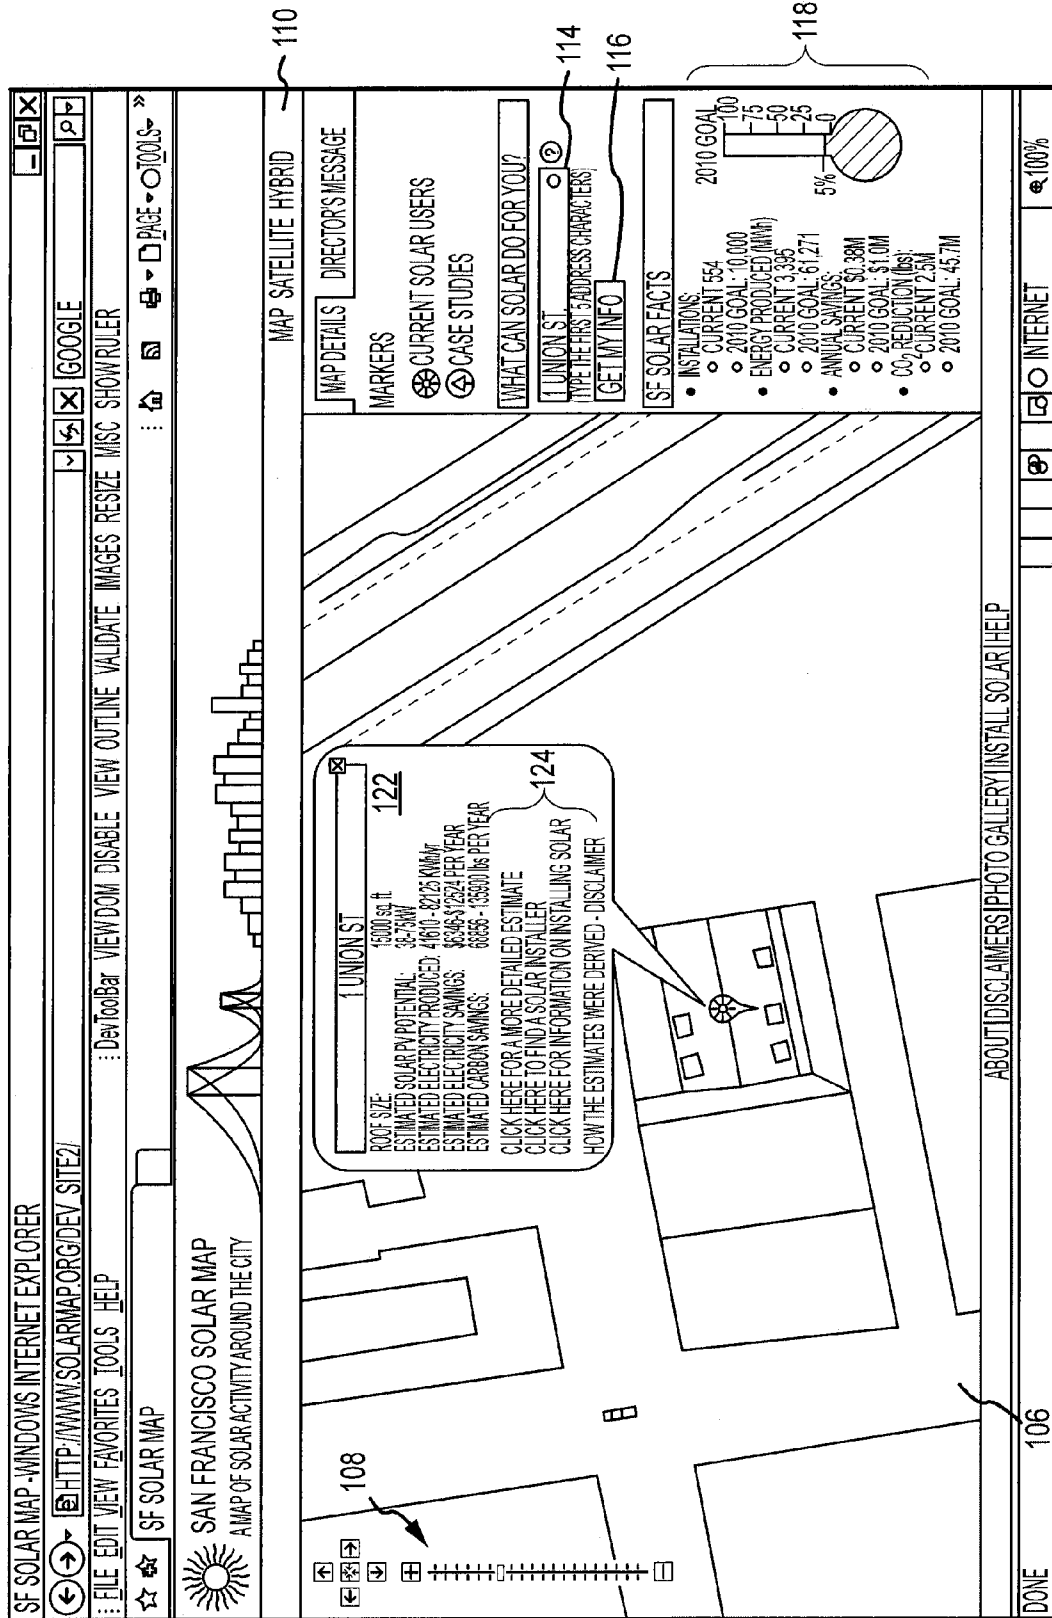 SF SOLAR MAP-WINDOWS INTERNET EXPLORER
HTTP://WWW.SOLARMAP.ORG/DEV_SITE2/
GOOGLE
FILE EDIT VIEW FAVORITES TOOLS HELP
DevToolBar VIEW DOM DISABLE VIEW OUTLINE VALIDATE IMAGES RESIZE MISC SHOW RULER
SF SOLAR MAP
PAGE TOOLS »
SAN FRANCISCO SOLAR MAP
A MAP OF SOLAR ACTIVITY AROUND THE CITY
MAP SATELLITE HYBRID
110
108
1 UNION ST
122
ROOF SIZE: 15000 sq. ft.
ESTIMATED SOLAR PV POTENTIAL: 38-75kW
ESTIMATED ELECTRICITY PRODUCED: 41610 - 82125 KWh/yr
ESTIMATED ELECTRICITY SAVINGS: $6346-$12524 PER YEAR
ESTIMATED CARBON SAVINGS: 68856 - 135900 lbs PER YEAR
CLICK HERE FOR A MORE DETAILED ESTIMATE
CLICK HERE TO FIND A SOLAR INSTALLER
CLICK HERE FOR INFORMATION ON INSTALLING SOLAR
HOW THE ESTIMATES WERE DERIVED - DISCLAIMER
124
MAP DETAILS DIRECTOR'S MESSAGE
MARKERS
CURRENT SOLAR USERS
CASE STUDIES
WHAT CAN SOLAR DO FOR YOU?
1 UNION ST. ?
114
(TYPE THE FIRST 5 ADDRESS CHARACTERS)
GET MY INFO
116
SF SOLAR FACTS
• INSTALLATIONS:
○ CURRENT 554
○ 2010 GOAL: 10,000
• ENERGY PRODUCED (MWh)
○ CURRENT 3,395
○ 2010 GOAL: 61,271
• ANNUAL SAVINGS:
○ CURRENT $0.38M
○ 2010 GOAL: $1.0M
• CO2 REDUCTION (lbs):
○ CURRENT 2.5M
○ 2010 GOAL: 45.7M
2010 GOAL
100
75
50
25
0
5%
118
ABOUT|DISCLAIMERS|PHOTO GALLERY|INSTALL SOLAR|HELP
DONE
106
INTERNET
100%